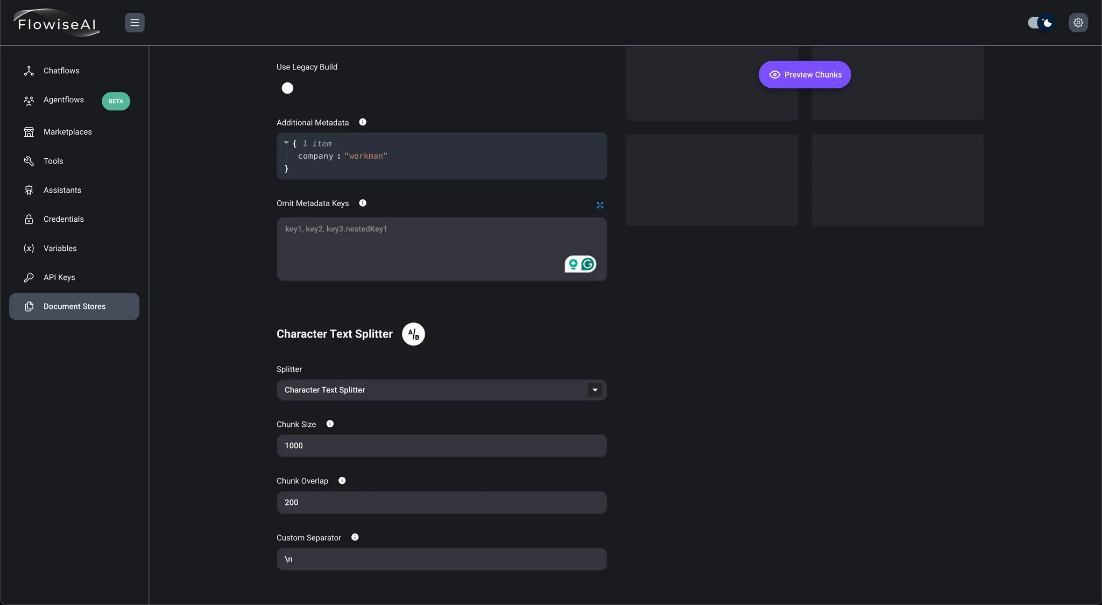 FlowiseAI
Chatflows
Agentflows
BETA
Marketplaces
Tools
Assistants
Credentials
(x) Variables
API Keys
Document Stores
Use Legacy Build
Additional Metadata
{ 1 item
company : "workman"
}
Omit Metadata Keys
key1, key2, key3.nestedKey1
Character Text Splitter
A/B
Splitter
Character Text Splitter
Chunk Size
1000
Chunk Overlap
200
Custom Separator
\n
Preview Chunks